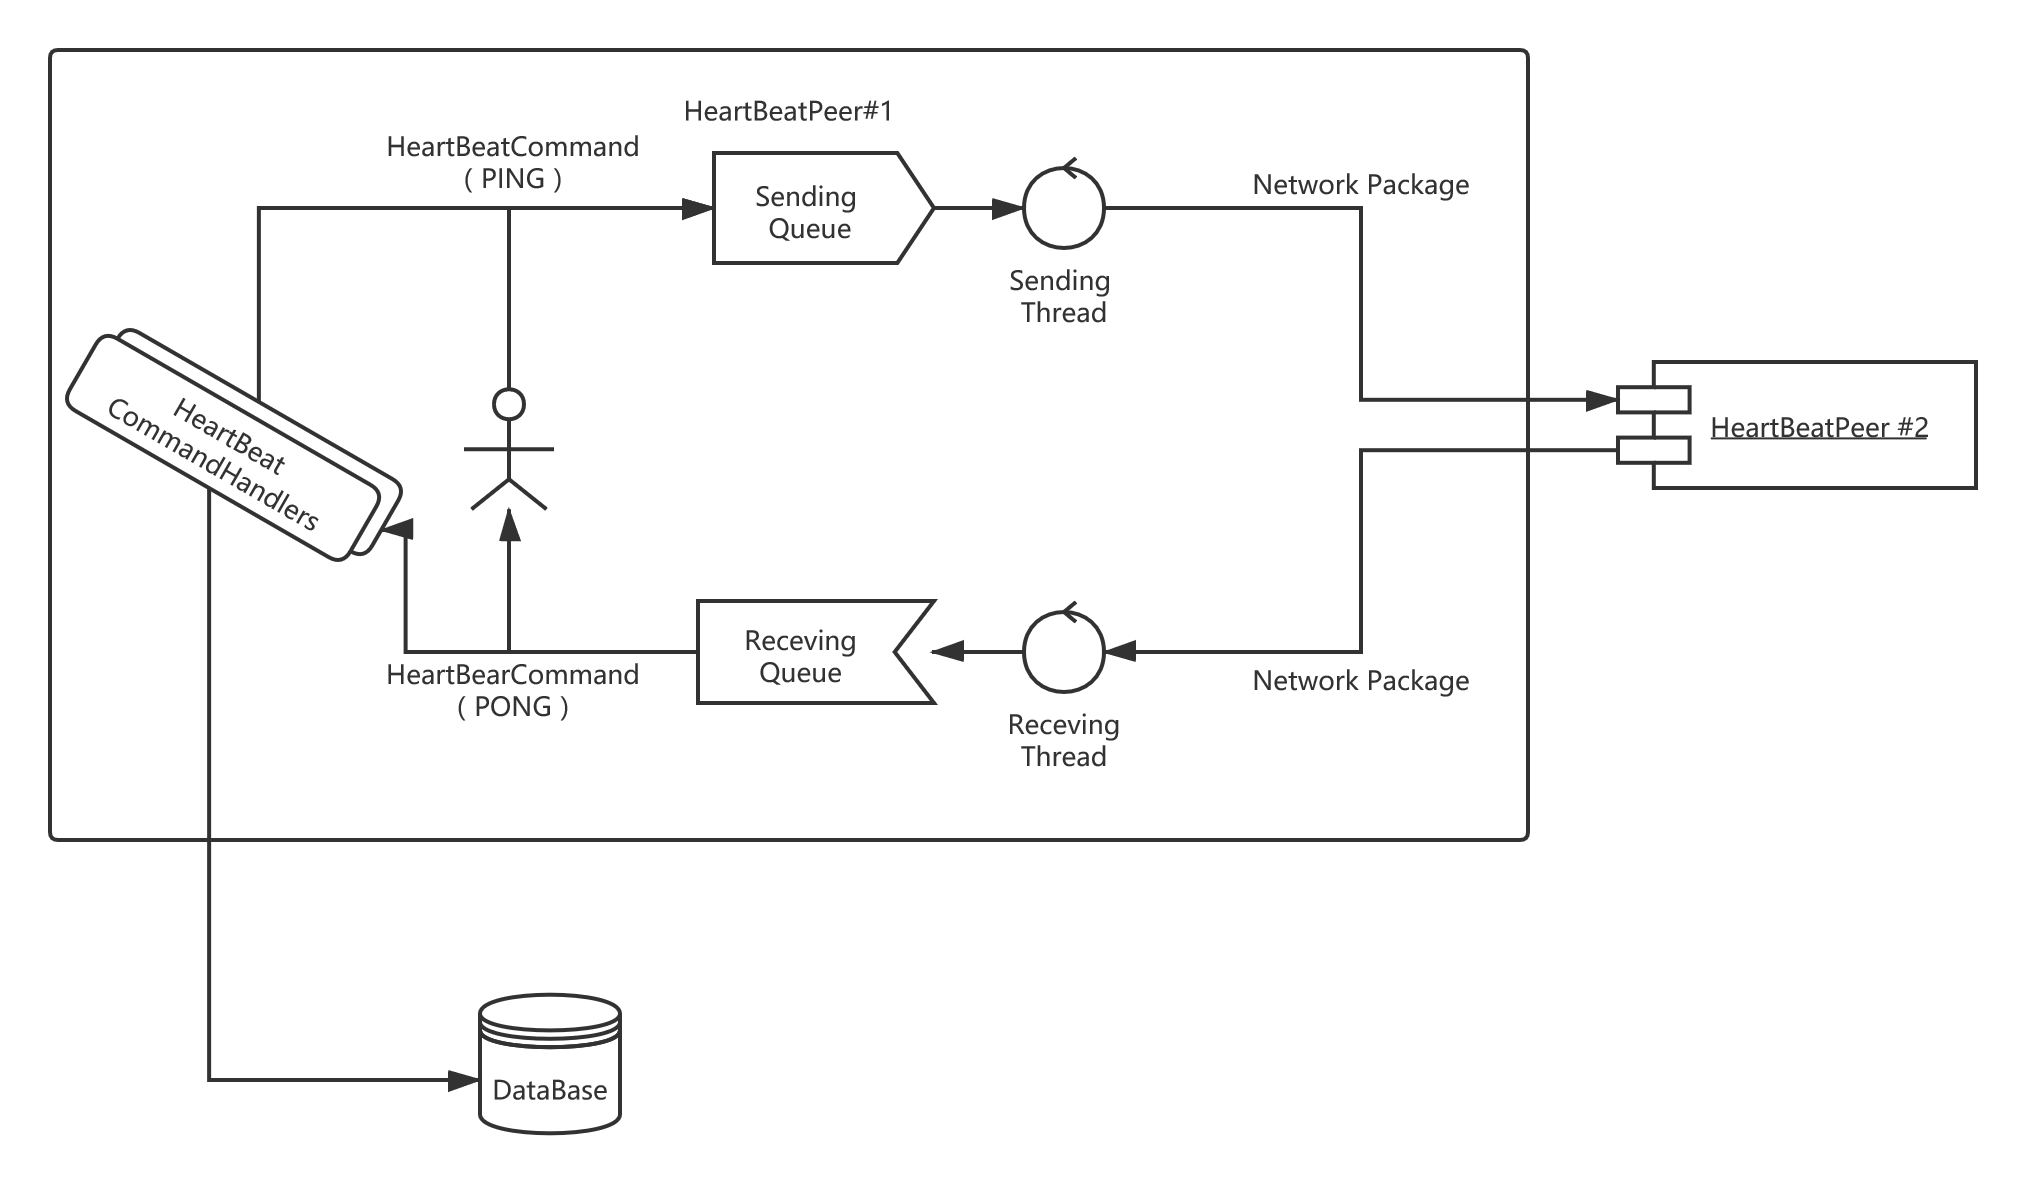 HeartBeatPeer#1
HeartBeatCommand
( PING )
Sending
Queue
Network Package
Sending
Thread
HeartBeat
CommandHandlers
HeartBeatPeer #2
Receving
Queue
HeartBearCommand
( PONG )
Network Package
Receving
Thread
DataBase